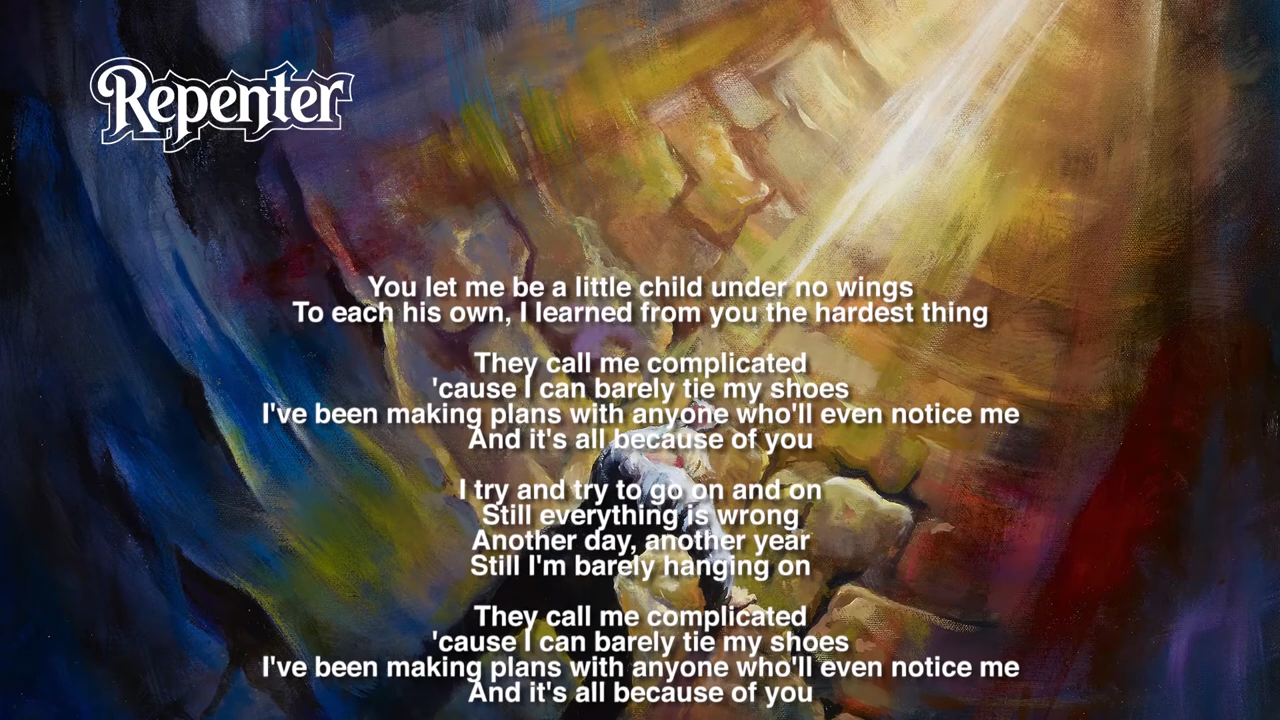 Repenter
You let me be a little child under no wings
To each his own, I learned from you the hardest thing
They call me complicated
'cause I can barely tie my shoes
I've been making plans with anyone who'll even notice me
And it's all because of you
I try and try to go on and on
Still everything is wrong
Another day, another year
Still I'm barely hanging on
They call me complicated
'cause I can barely tie my shoes
I've been making plans with anyone who'll even notice me
And it's all because of you